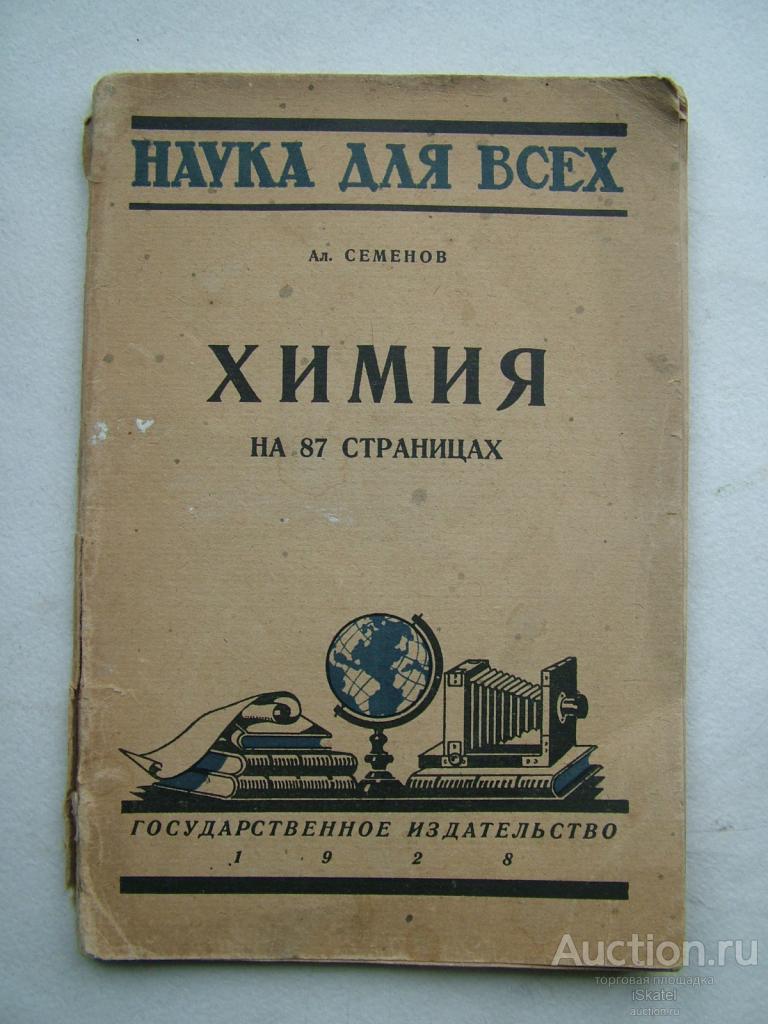 НАУКА ДЛЯ ВСЕХ
Ал. СЕМЕНОВ
ХИМИЯ
НА 87 СТРАНИЦАХ
ГОСУДАРСТВЕННОЕ ИЗДАТЕЛЬСТВО
1 9 2 8
Auction.ru
торговая площадка
iSkatel
auction.ru